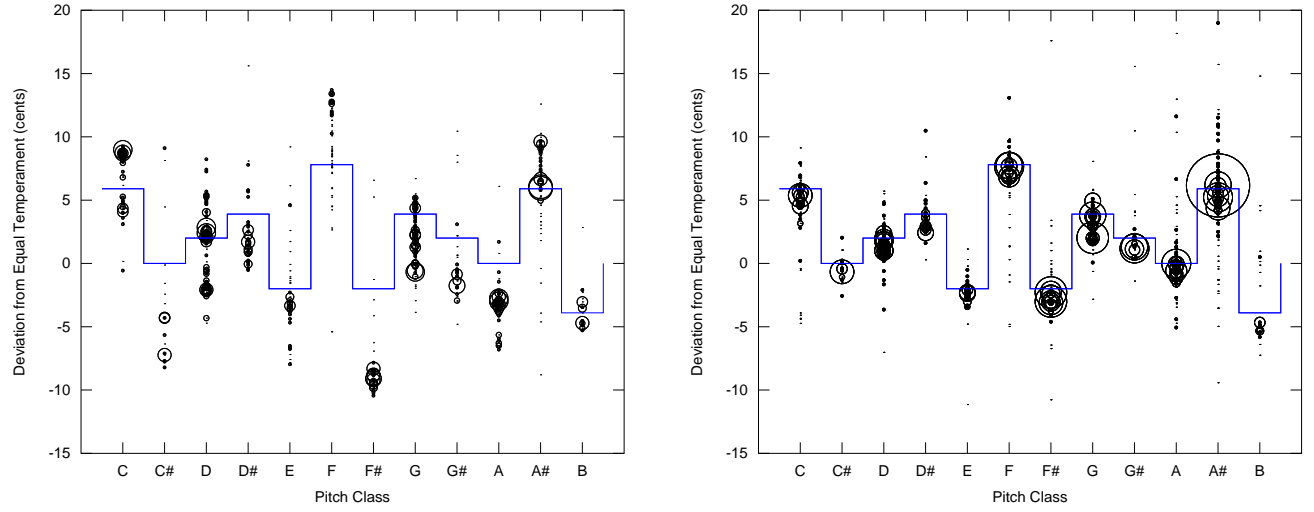 20
15
10
5
0
-5
-10
-15
Deviation from Equal Temperament (cents)
C C# D D# E F F# G G# A A# B
Pitch Class
20
15
10
5
0
-5
-10
-15
Deviation from Equal Temperament (cents)
C C# D D# E F F# G G# A A# B
Pitch Class